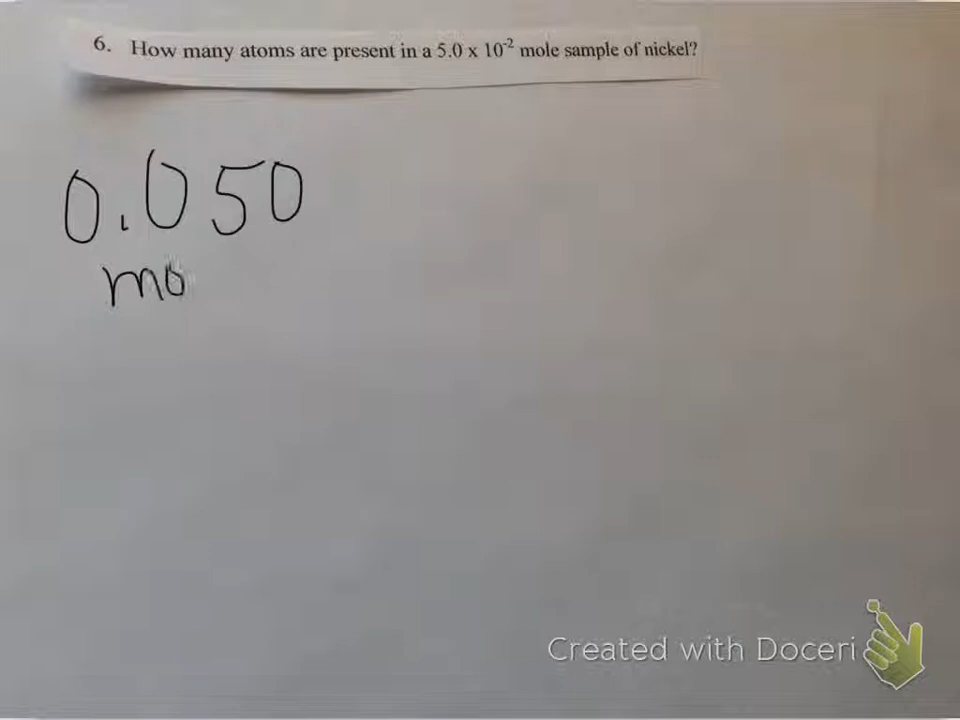 6. How many atoms are present in a 5.0 x 10⁻² mole sample of nickel?
0.050
mo
Created with Doceri